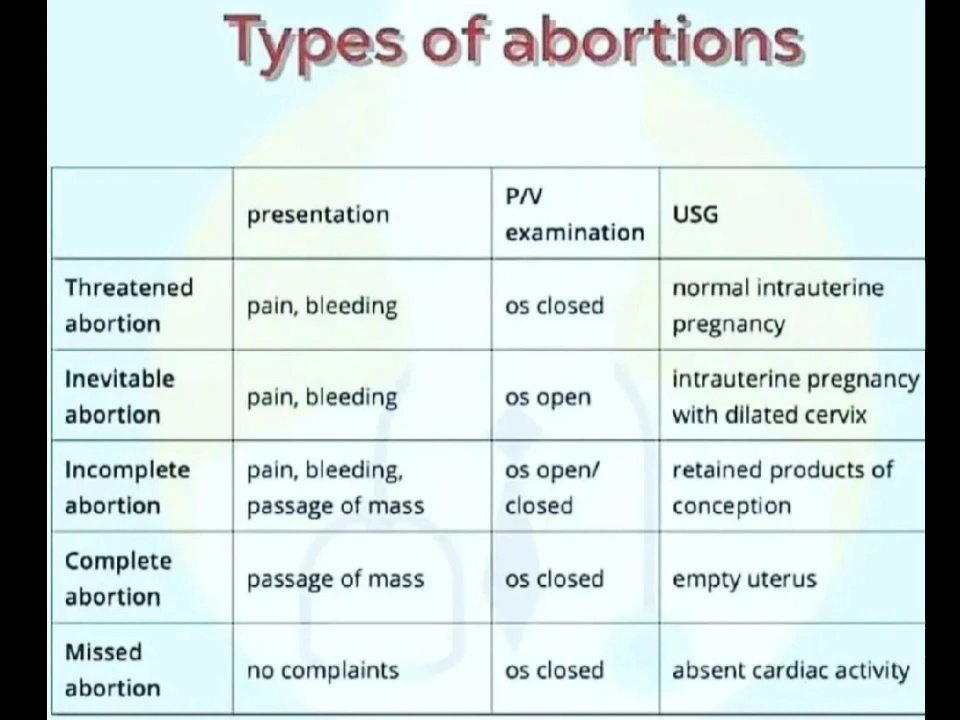 Types of abortions
presentation
P/V
examination
USG
Threatened
abortion
pain, bleeding
os closed
normal intrauterine
pregnancy
Inevitable
abortion
pain, bleeding
os open
intrauterine pregnancy
with dilated cervix
Incomplete
abortion
pain, bleeding,
passage of mass
os open/
closed
retained products of
conception
Complete
abortion
passage of mass
os closed
empty uterus
Missed
abortion
no complaints
os closed
absent cardiac activity